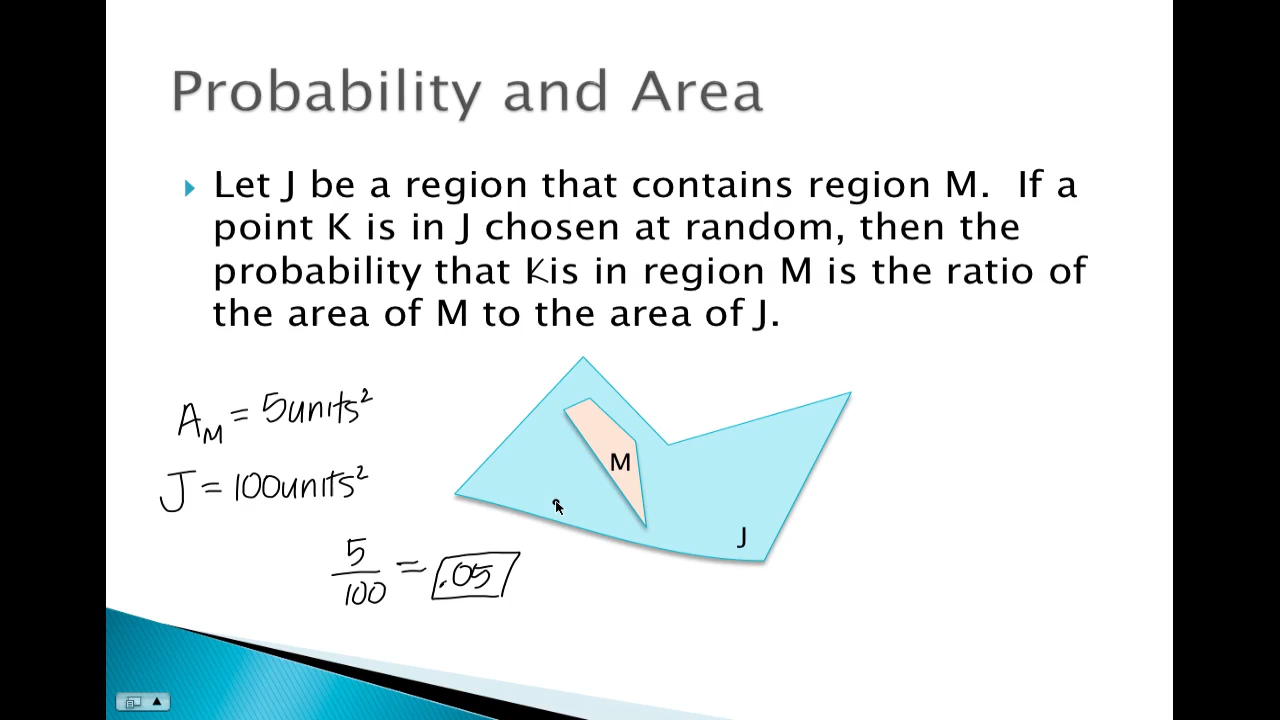 Probability and Area
Let J be a region that contains region M. If a
point K is in J chosen at random, then the
probability that K is in region M is the ratio of
the area of M to the area of J.
A_M = 5units²
J = 100units²
M
J
5/100 = .05